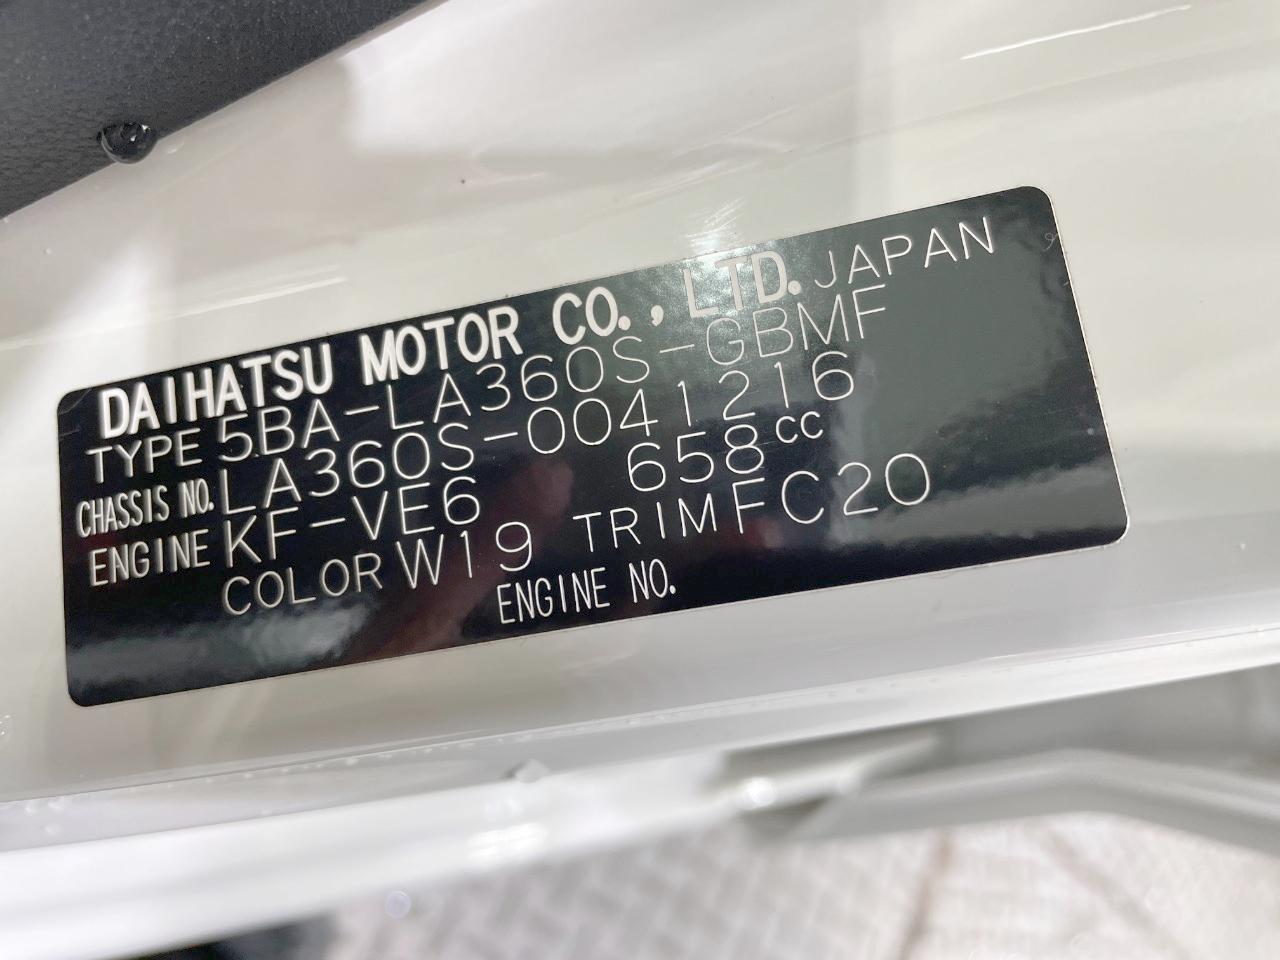 DAIHATSU MOTOR CO., LTD. JAPAN
TYPE 5BA-LA360S-GBMF
CHASSIS NO. LA360S-0041216
ENGINE KF-VE6 658cc
COLOR W19 TRIM FC20
ENGINE NO.